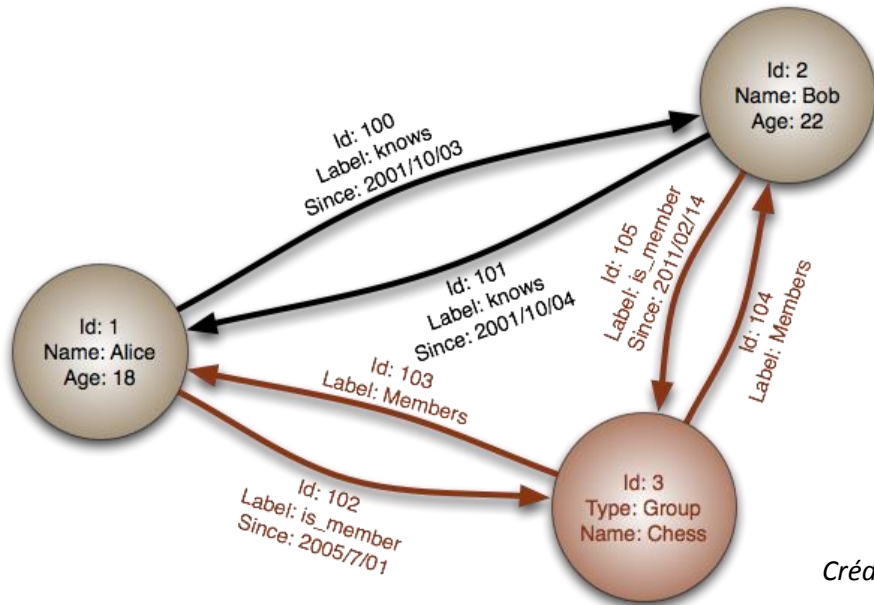 Id: 2
Name: Bob
Age: 22
Id: 100
Label: knows
Since: 2001/10/03
Id: 101
Label: knows
Since: 2001/10/04
Id: 105
Label: is_member
Since: 2011/02/14
Id: 104
Label: Members
Id: 1
Name: Alice
Age: 18
Id: 103
Label: Members
Id: 102
Label: is_member
Since: 2005/7/01
Id: 3
Type: Group
Name: Chess
Créd